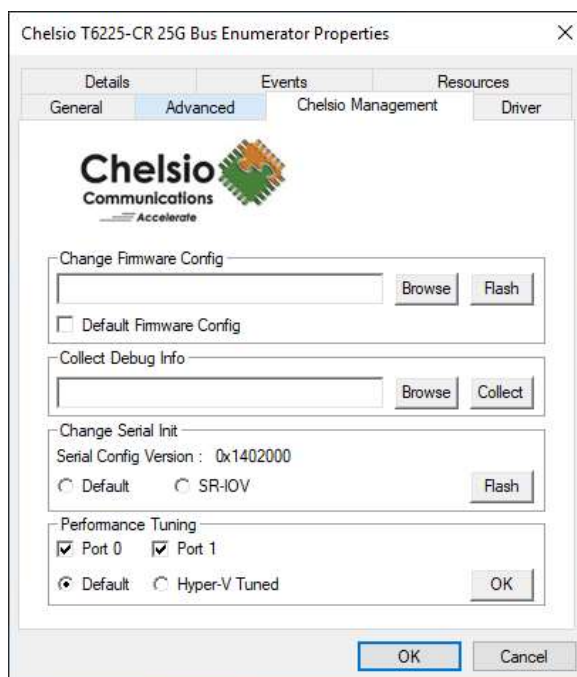 Chelsio T6225-CR 25G Bus Enumerator Properties
Details Events Resources
General Advanced Chelsio Management Driver
Chelsio
Communications
Accelerate
Change Firmware Config
Browse Flash
Default Firmware Config
Collect Debug Info
Browse Collect
Change Serial Init
Serial Config Version : 0x1402000
Default SR-IOV Flash
Performance Tuning
Port 0 Port 1
Default Hyper-V Tuned OK
OK Cancel